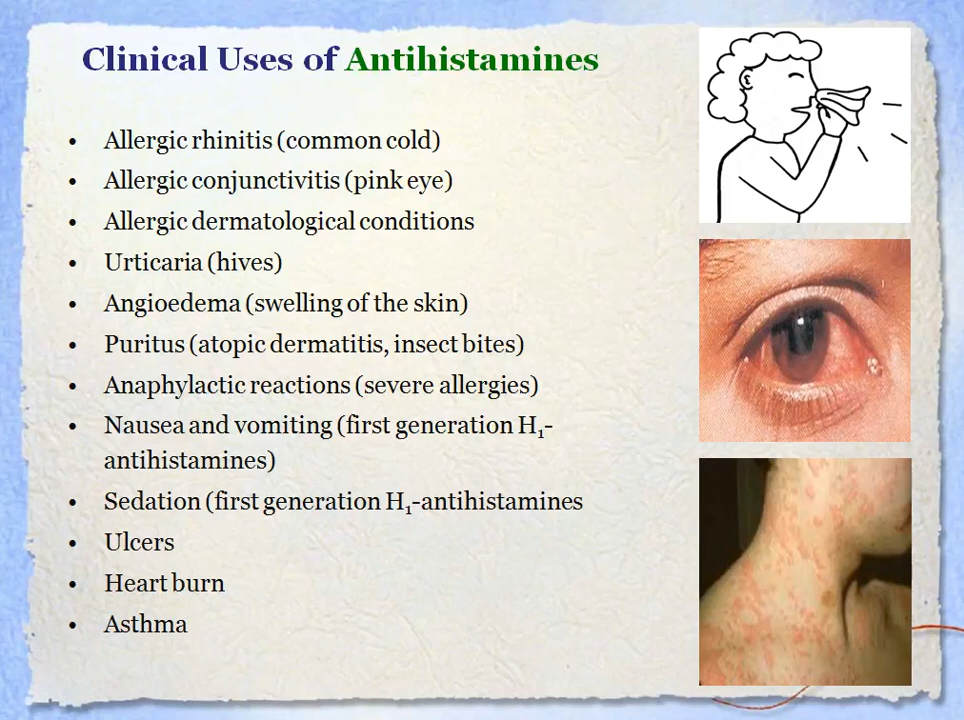 Clinical Uses of Antihistamines
• Allergic rhinitis (common cold)
• Allergic conjunctivitis (pink eye)
• Allergic dermatological conditions
• Urticaria (hives)
• Angioedema (swelling of the skin)
• Puritus (atopic dermatitis, insect bites)
• Anaphylactic reactions (severe allergies)
• Nausea and vomiting (first generation H₁-
antihistamines)
• Sedation (first generation H₁-antihistamines
• Ulcers
• Heart burn
• Asthma